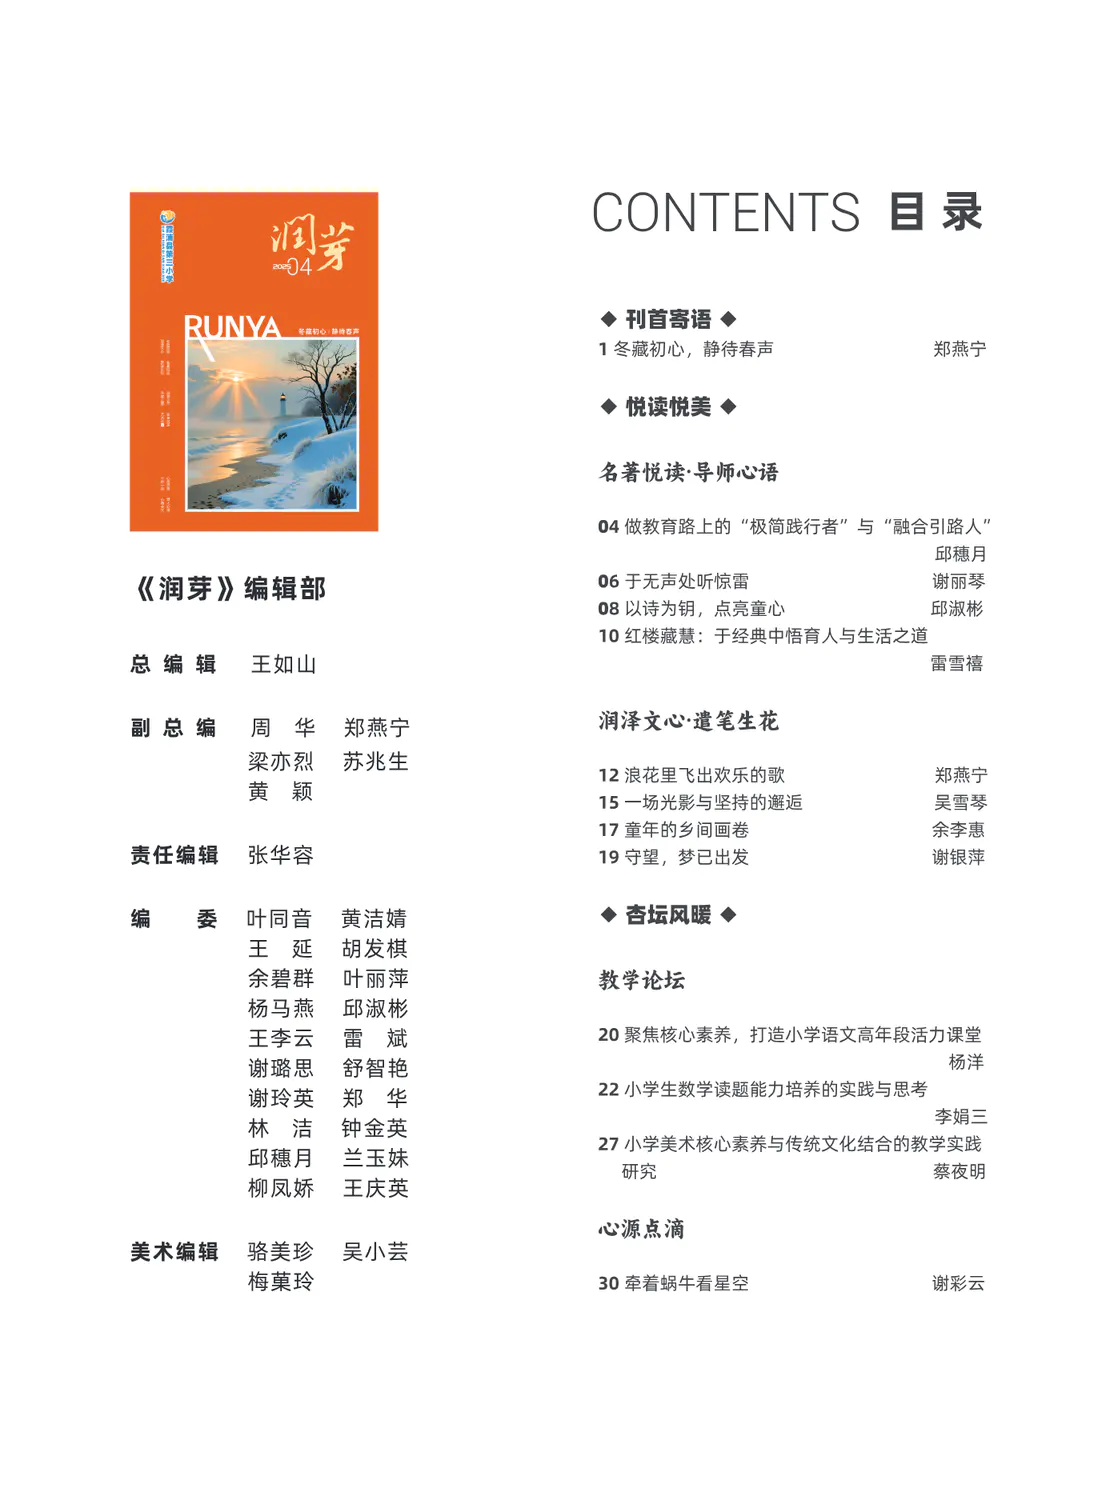 霞浦县第三小学
润芽
2025 04
RUNYA
冬藏初心·静待春声
《润芽》编辑部
总编辑 王如山
副总编 周华 郑燕宁
梁亦烈 苏兆生
黄颖
责任编辑 张华容
编委 叶同音 黄洁婧
王延 胡发棋
余碧群 叶丽萍
杨马燕 邱淑彬
王李云 雷斌
谢璐思 舒智艳
谢玲英 郑华
林洁 钟金英
邱穗月 兰玉妹
柳凤娇 王庆英
美术编辑 骆美珍 吴小芸
梅菓玲
CONTENTS 目录
◆ 刊首寄语 ◆
1 冬藏初心，静待春声 郑燕宁
◆ 悦读悦美 ◆
名著悦读·导师心语
04 做教育路上的“极简践行者”与“融合引路人”
邱穗月
06 于无声处听惊雷 谢丽琴
08 以诗为钥，点亮童心 邱淑彬
10 红楼藏慧：于经典中悟育人与生活之道
雷雪禧
润泽文心·遣笔生花
12 浪花里飞出欢乐的歌 郑燕宁
15 一场光影与坚持的邂逅 吴雪琴
17 童年的乡间画卷 余李惠
19 守望，梦已出发 谢银萍
◆ 杏坛风暖 ◆
教学论坛
20 聚焦核心素养，打造小学语文高年段活力课堂
杨洋
22 小学生数学读题能力培养的实践与思考
李娟三
27 小学美术核心素养与传统文化结合的教学实践
研究 蔡夜明
心源点滴
30 牵着蜗牛看星空 谢彩云